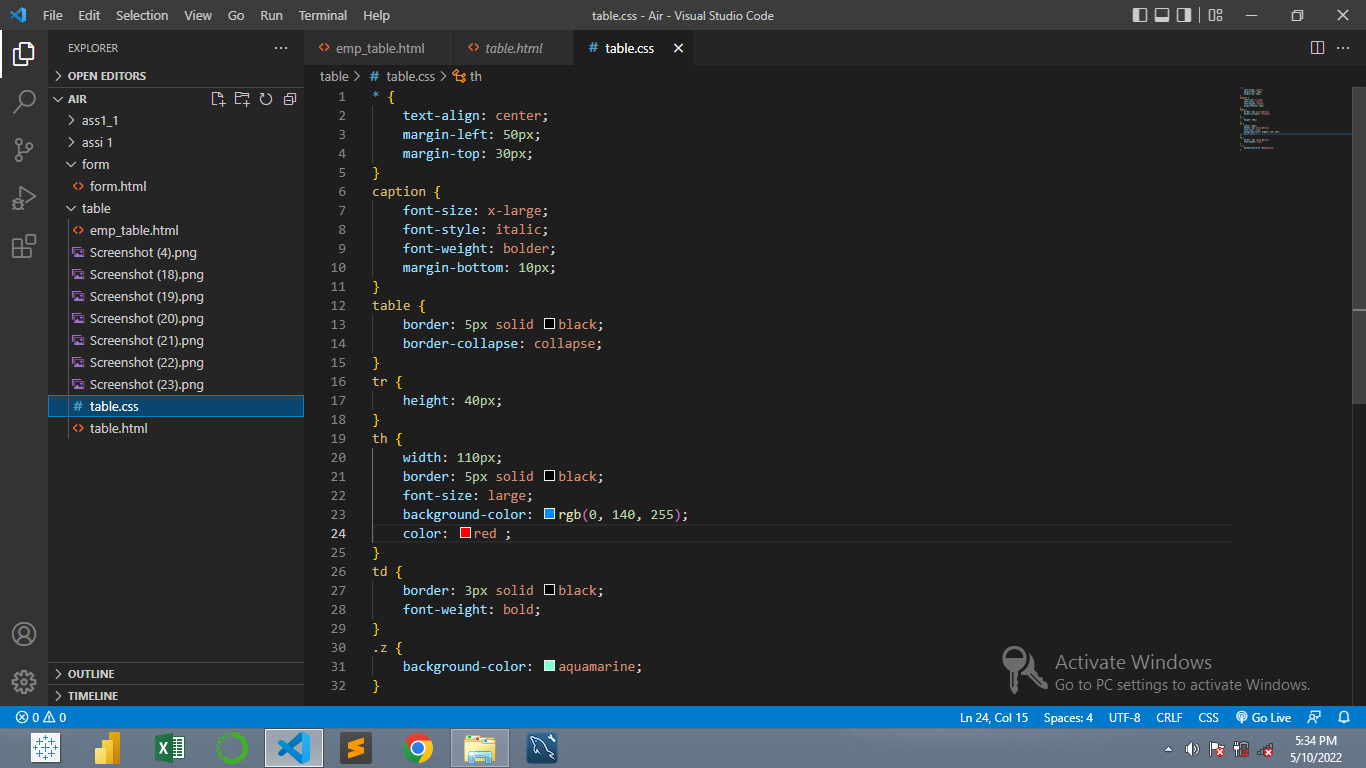 File Edit Selection View Go Run Terminal Help
table.css - Air - Visual Studio Code
EXPLORER
OPEN EDITORS
AIR
ass1_1
assi 1
form
form.html
table
emp_table.html
Screenshot (4).png
Screenshot (18).png
Screenshot (19).png
Screenshot (20).png
Screenshot (21).png
Screenshot (22).png
Screenshot (23).png
table.css
table.html
OUTLINE
TIMELINE
emp_table.html table.html # table.css
table > # table.css > th
1 * {
2 text-align: center;
3 margin-left: 50px;
4 margin-top: 30px;
5 }
6 caption {
7 font-size: x-large;
8 font-style: italic;
9 font-weight: bolder;
10 margin-bottom: 10px;
11 }
12 table {
13 border: 5px solid black;
14 border-collapse: collapse;
15 }
16 tr {
17 height: 40px;
18 }
19 th {
20 width: 110px;
21 border: 5px solid black;
22 font-size: large;
23 background-color: rgb(0, 140, 255);
24 color: red ;
25 }
26 td {
27 border: 3px solid black;
28 font-weight: bold;
29 }
30 .z {
31 background-color: aquamarine;
32 }
Activate Windows
Go to PC settings to activate Windows.
0 0 Ln 24, Col 15 Spaces: 4 UTF-8 CRLF CSS Go Live
5:34 PM
5/10/2022